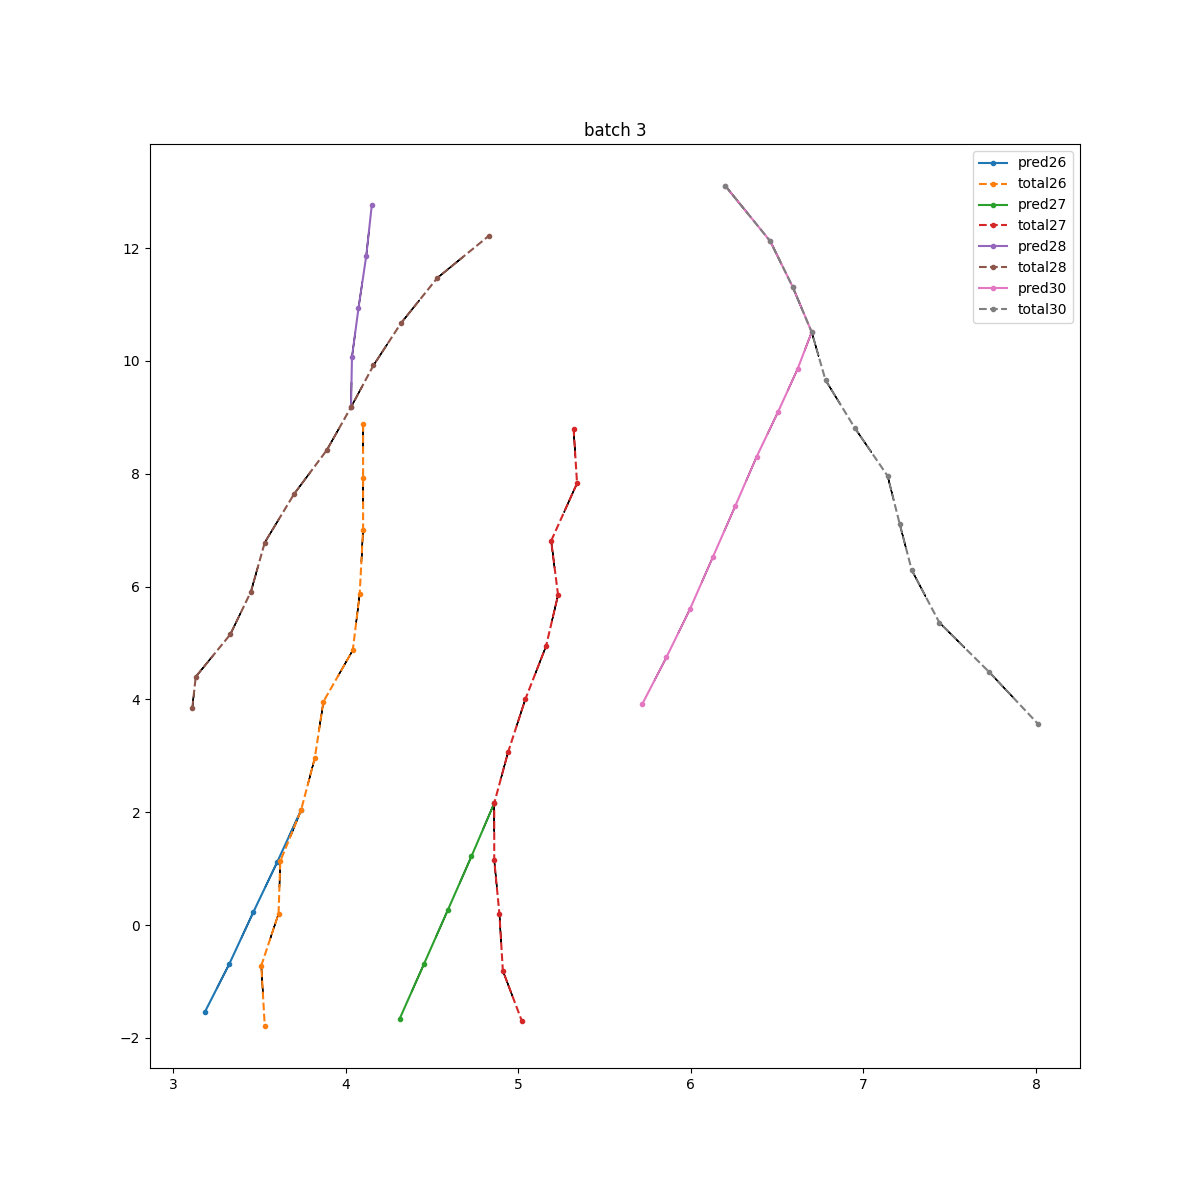 batch 3
pred26
total26
pred27
total27
pred28
total28
pred30
total30
12
10
8
6
4
2
0
−2
3 4 5 6 7 8